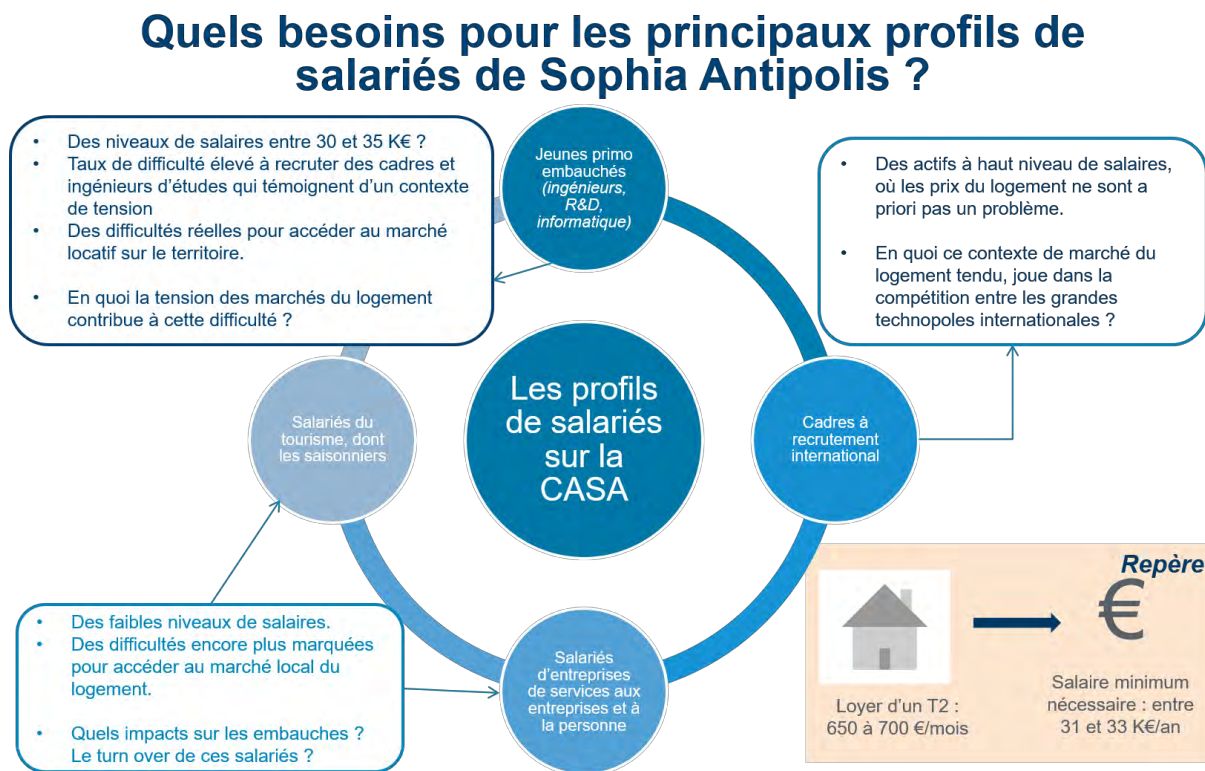 Quels besoins pour les principaux profils de
salariés de Sophia Antipolis ?
• Des niveaux de salaires entre 30 et 35 K€ ?
• Taux de difficulté élevé à recruter des cadres et
ingénieurs d'études qui témoignent d'un contexte
de tension
• Des difficultés réelles pour accéder au marché
locatif sur le territoire.
• En quoi la tension des marchés du logement
contribue à cette difficulté ?
Jeunes primo
embauchés
(ingénieurs,
R&D,
informatique)
• Des actifs à haut niveau de salaires,
où les prix du logement ne sont a
priori pas un problème.
• En quoi ce contexte de marché du
logement tendu, joue dans la
compétition entre les grandes
technopoles internationales ?
Salariés du
tourisme, dont
les saisonniers
Les profils
de salariés
sur la
CASA
Cadres à
recrutement
international
• Des faibles niveaux de salaires.
• Des difficultés encore plus marquées
pour accéder au marché local du
logement.
• Quels impacts sur les embauches ?
Le turn over de ces salariés ?
Salariés
d'entreprises
de services aux
entreprises et à
la personne
Repère
€
Loyer d'un T2 :
650 à 700 €/mois
Salaire minimum
nécessaire : entre
31 et 33 K€/an